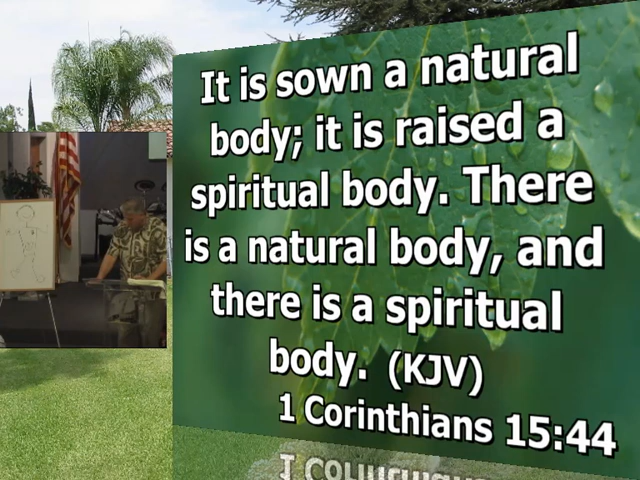 It is sown a natural
body; it is raised a
spiritual body. There
is a natural body, and
there is a spiritual
body. (KJV)
1 Corinthians 15:44